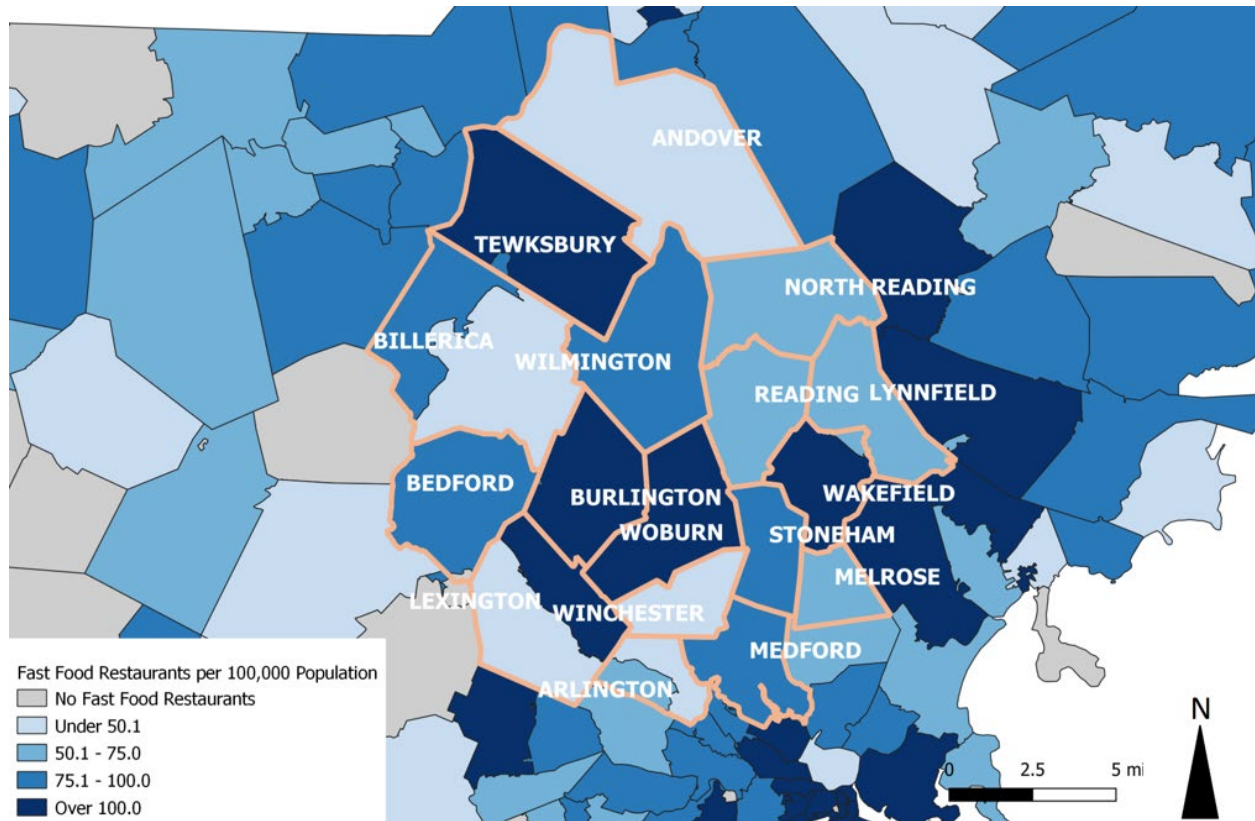 ANDOVER
TEWKSBURY
NORTH READING
BILLERICA
WILMINGTON
READING
LYNNFIELD
BEDFORD
BURLINGTON
WAKEFIELD
WOBURN
STONEHAM
MELROSE
LEXINGTON
WINCHESTER
MEDFORD
ARLINGTON
Fast Food Restaurants per 100,000 Population
No Fast Food Restaurants
Under 50.1
50.1 - 75.0
75.1 - 100.0
Over 100.0
N
0 2.5 5 mi